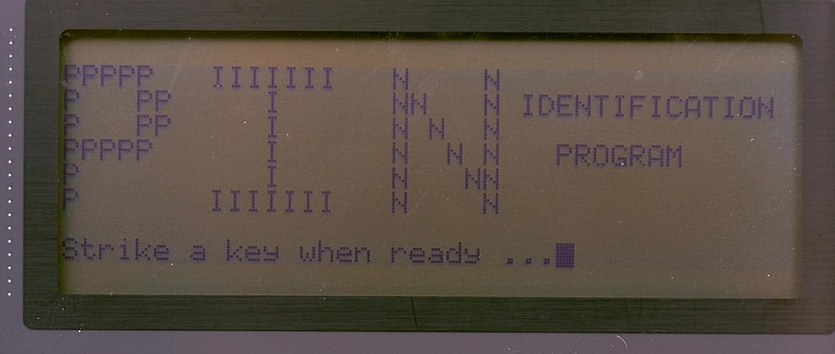 PPPPP   IIIIIII   N    N
P   PP     I      NN   N  IDENTIFICATION
P   PP     I      N N  N
PPPPP      I      N  N N    PROGRAM
P          I      N   NN
P       IIIIIII   N    N
Strike a key when ready ...